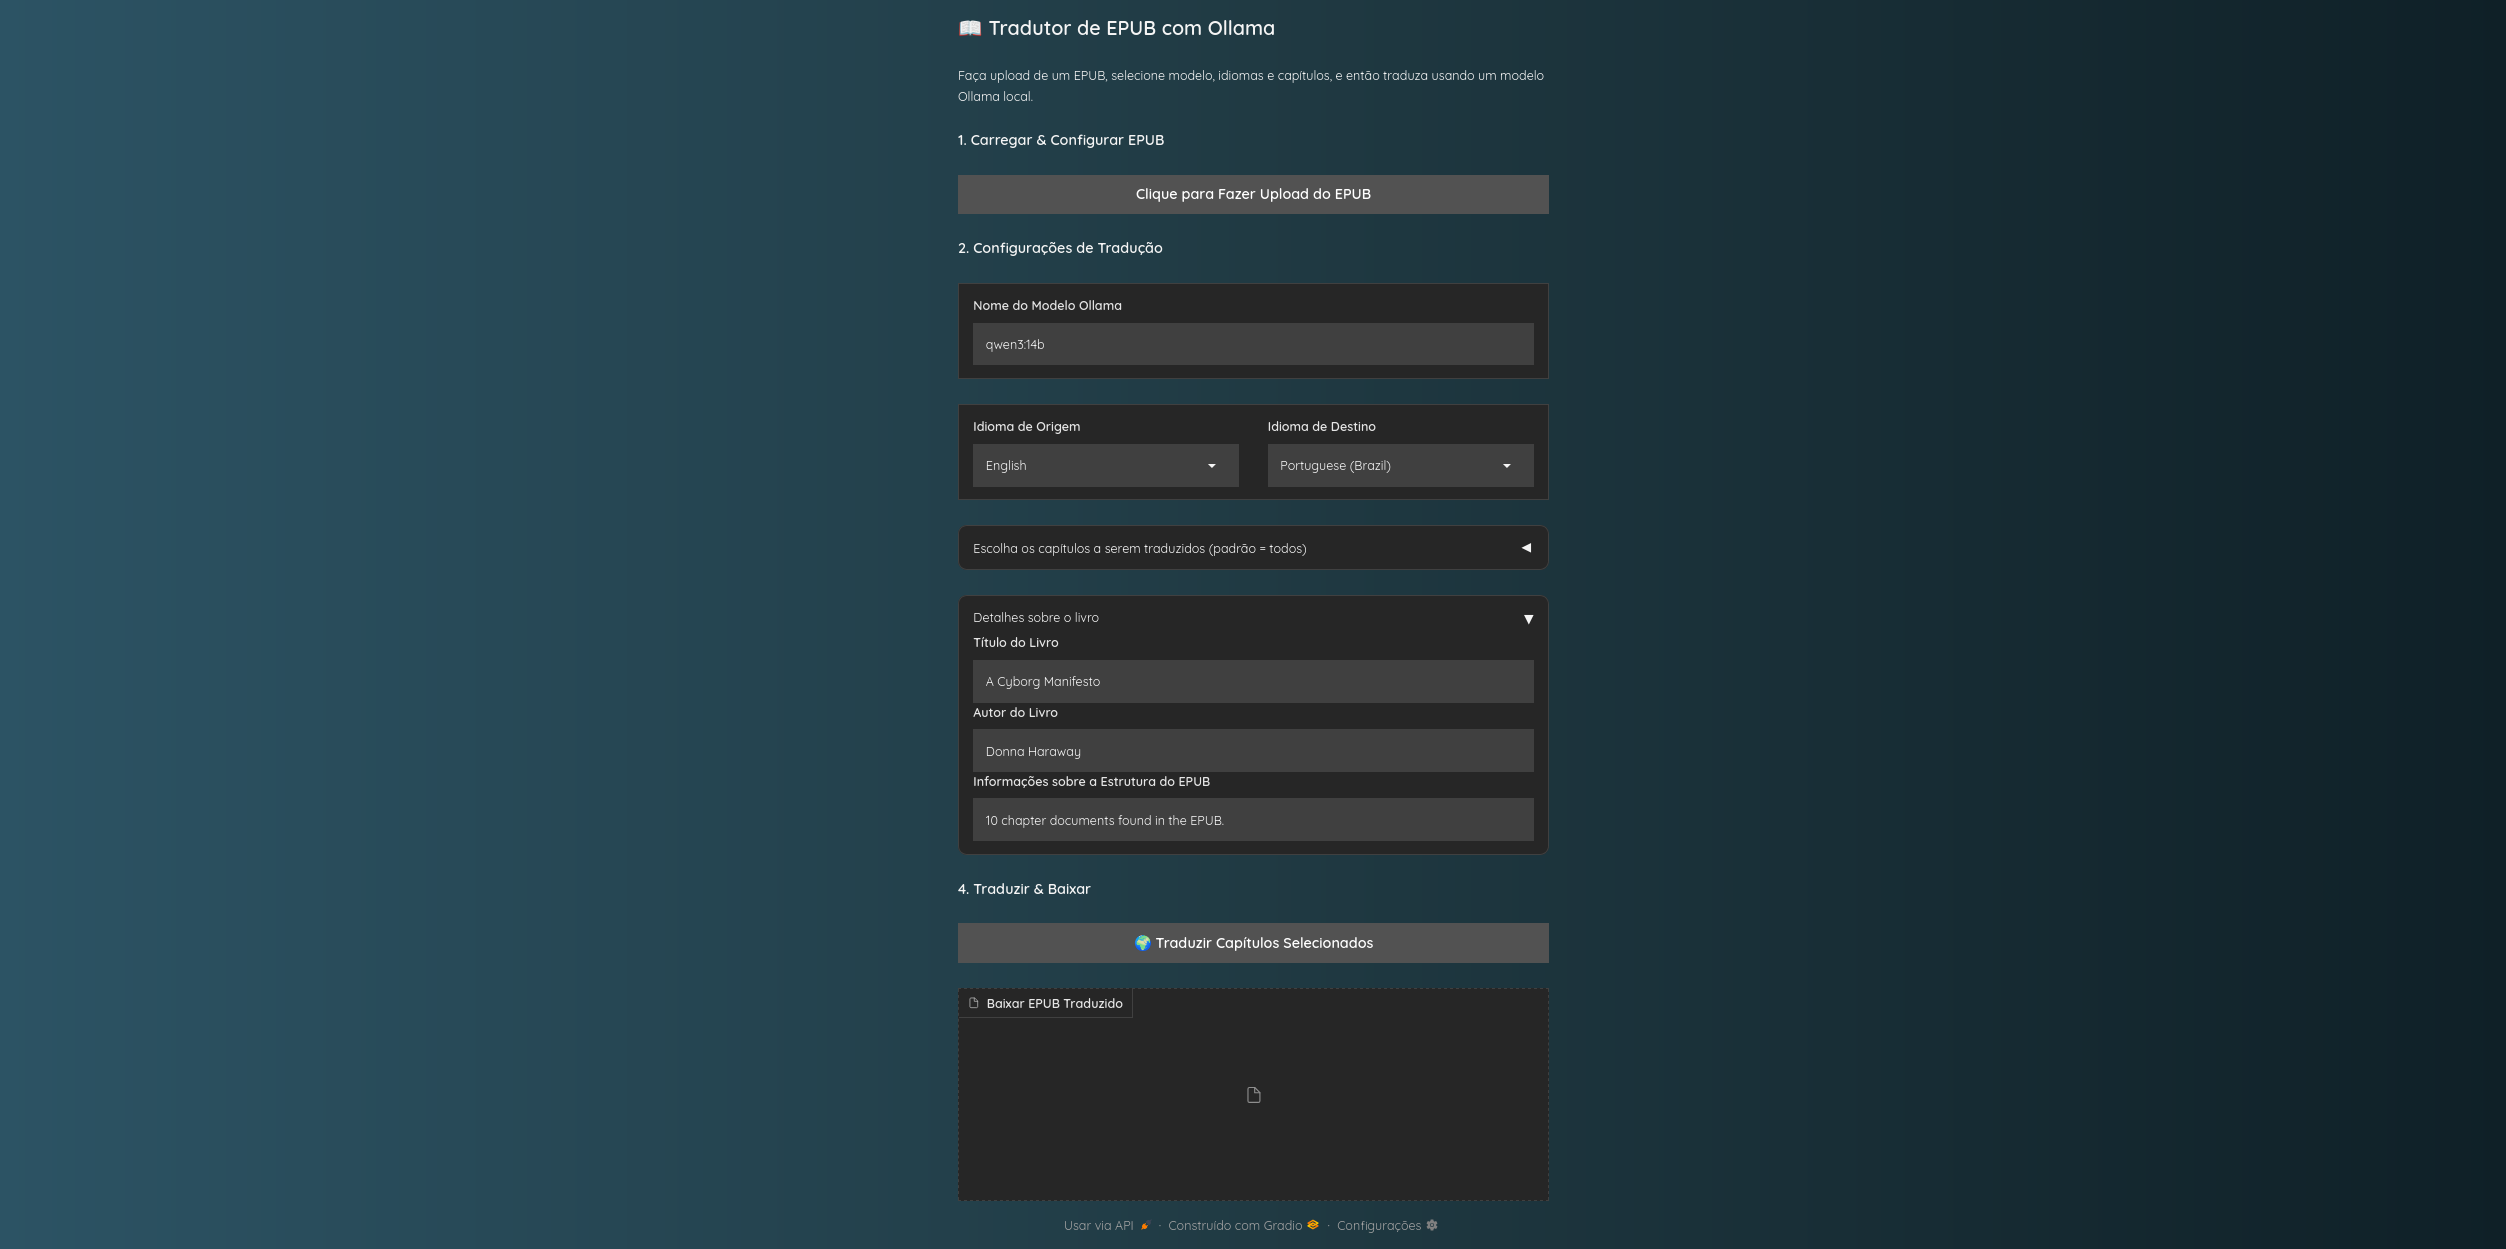 📖 Tradutor de EPUB com Ollama
Faça upload de um EPUB, selecione modelo, idiomas e capítulos, e então traduza usando um modelo
Ollama local.
1. Carregar & Configurar EPUB
Clique para Fazer Upload do EPUB
2. Configurações de Tradução
Nome do Modelo Ollama
qwen3:14b
Idioma de Origem
Idioma de Destino
English
Portuguese (Brazil)
Escolha os capítulos a serem traduzidos (padrão = todos)
Detalhes sobre o livro
Título do Livro
A Cyborg Manifesto
Autor do Livro
Donna Haraway
Informações sobre a Estrutura do EPUB
10 chapter documents found in the EPUB.
4. Traduzir & Baixar
🌍 Traduzir Capítulos Selecionados
Baixar EPUB Traduzido
Usar via API · Construído com Gradio · Configurações